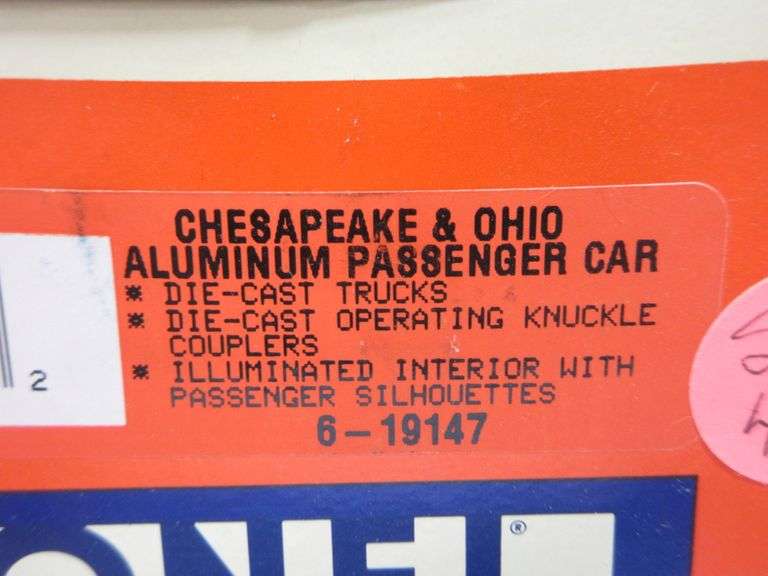 CHESAPEAKE & OHIO
ALUMINUM PASSENGER CAR
* DIE-CAST TRUCKS
* DIE-CAST OPERATING KNUCKLE
COUPLERS
* ILLUMINATED INTERIOR WITH
PASSENGER SILHOUETTES
6-19147
2
®